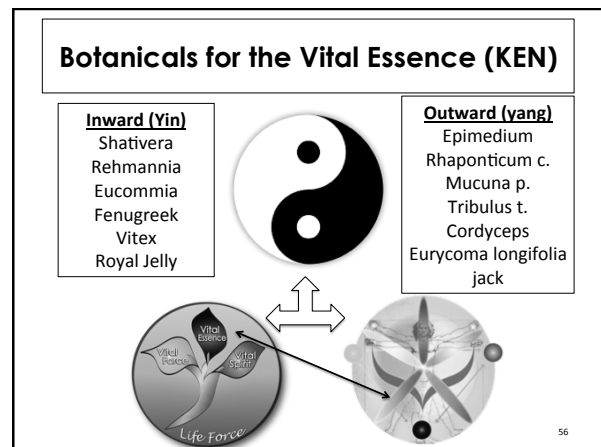 Botanicals for the Vital Essence (KEN)
Inward (Yin)
Shativera
Rehmannia
Eucommia
Fenugreek
Vitex
Royal Jelly
Outward (yang)
Epimedium
Rhaponticum c.
Mucuna p.
Tribulus t.
Cordyceps
Eurycoma longifolia
jack
Vital
Essence
Vital
Force
Vital
Spirit
Life Force
56